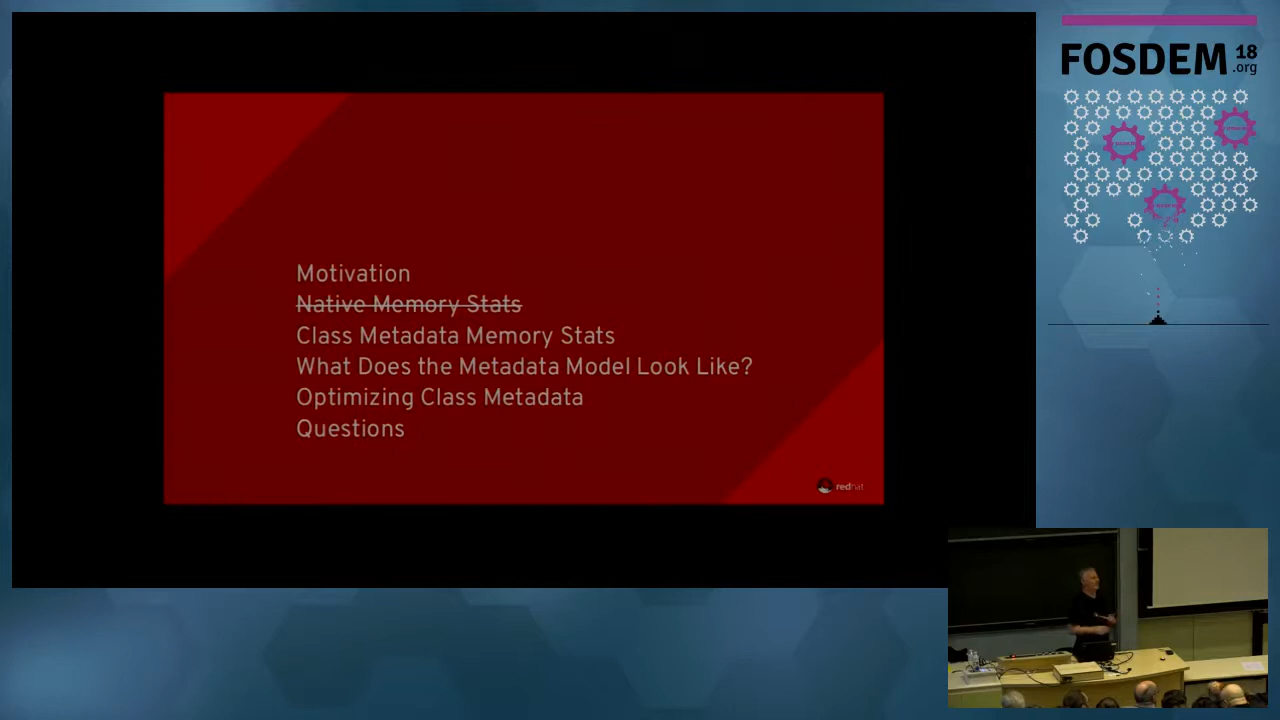 FOSDEM 18
.org
Motivation
Native Memory Stats
Class Metadata Memory Stats
What Does the Metadata Model Look Like?
Optimizing Class Metadata
Questions
redhat